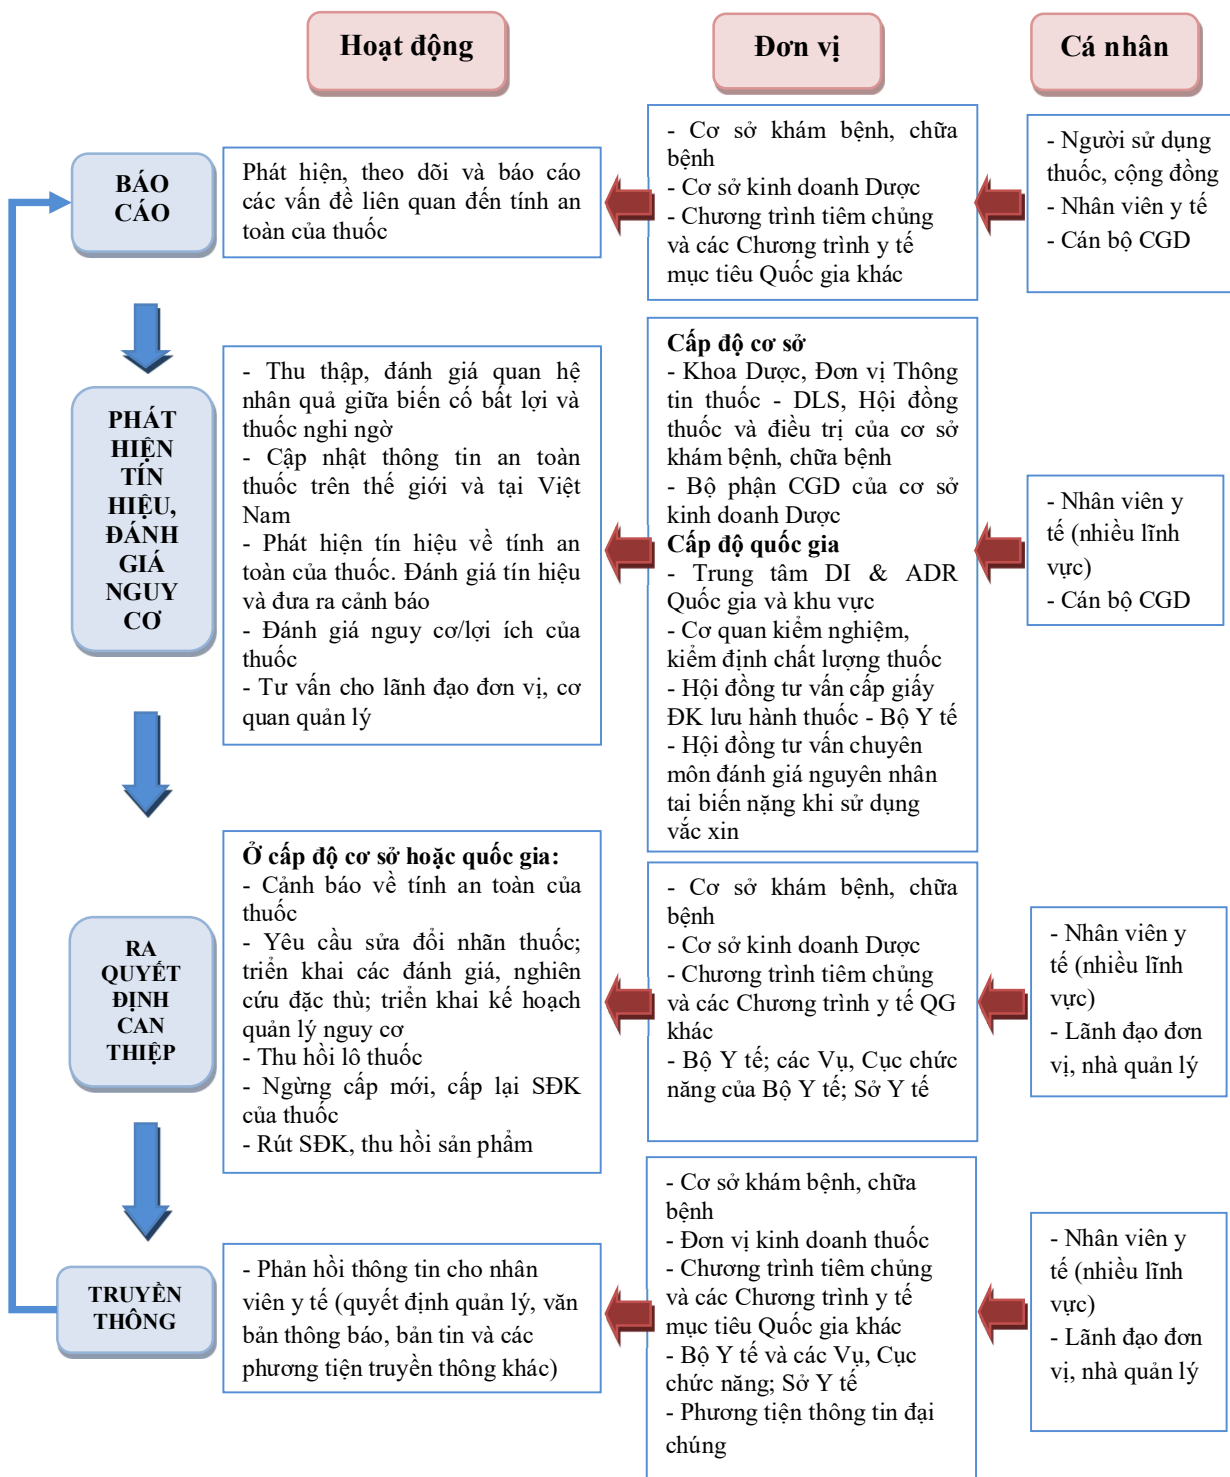 Hoạt động
Đơn vị
Cá nhân
BÁO
CÁO
Phát hiện, theo dõi và báo cáo
các vấn đề liên quan đến tính an
toàn của thuốc
- Cơ sở khám bệnh, chữa
bệnh
- Cơ sở kinh doanh Dược
- Chương trình tiêm chủng
và các Chương trình y tế
mục tiêu Quốc gia khác
- Người sử dụng
thuốc, cộng đồng
- Nhân viên y tế
- Cán bộ CGD
PHÁT
HIỆN
TÍN
HIỆU,
ĐÁNH
GIÁ
NGUY
CƠ
- Thu thập, đánh giá quan hệ
nhân quả giữa biến cố bất lợi và
thuốc nghi ngờ
- Cập nhật thông tin an toàn
thuốc trên thế giới và tại Việt
Nam
- Phát hiện tín hiệu về tính an
toàn của thuốc. Đánh giá tín hiệu
và đưa ra cảnh báo
- Đánh giá nguy cơ/lợi ích của
thuốc
- Tư vấn cho lãnh đạo đơn vị, cơ
quan quản lý
Cấp độ cơ sở
- Khoa Dược, Đơn vị Thông
tin thuốc - DLS, Hội đồng
thuốc và điều trị của cơ sở
khám bệnh, chữa bệnh
- Bộ phận CGD của cơ sở
kinh doanh Dược
Cấp độ quốc gia
- Trung tâm DI & ADR
Quốc gia và khu vực
- Cơ quan kiểm nghiệm,
kiểm định chất lượng thuốc
- Hội đồng tư vấn cấp giấy
ĐK lưu hành thuốc - Bộ Y tế
- Hội đồng tư vấn chuyên
môn đánh giá nguyên nhân
tai biến nặng khi sử dụng
vắc xin
- Nhân viên y
tế (nhiều lĩnh
vực)
- Cán bộ CGD
RA
QUYẾT
ĐỊNH
CAN
THIỆP
Ở cấp độ cơ sở hoặc quốc gia:
- Cảnh báo về tính an toàn của
thuốc
- Yêu cầu sửa đổi nhãn thuốc;
triển khai các đánh giá, nghiên
cứu đặc thù; triển khai kế hoạch
quản lý nguy cơ
- Thu hồi lô thuốc
- Ngừng cấp mới, cấp lại SĐK
của thuốc
- Rút SĐK, thu hồi sản phẩm
- Cơ sở khám bệnh, chữa
bệnh
- Cơ sở kinh doanh Dược
- Chương trình tiêm chủng
và các Chương trình y tế QG
khác
- Bộ Y tế; các Vụ, Cục chức
năng của Bộ Y tế; Sở Y tế
- Nhân viên y
tế (nhiều lĩnh
vực)
- Lãnh đạo đơn
vị, nhà quản lý
TRUYỀN
THÔNG
- Phản hồi thông tin cho nhân
viên y tế (quyết định quản lý, văn
bản thông báo, bản tin và các
phương tiện truyền thông khác)
- Cơ sở khám bệnh, chữa
bệnh
- Đơn vị kinh doanh thuốc
- Chương trình tiêm chủng
và các Chương trình y tế
mục tiêu Quốc gia khác
- Bộ Y tế và các Vụ, Cục
chức năng; Sở Y tế
- Phương tiện thông tin đại
chúng
- Nhân viên y
tế (nhiều lĩnh
vực)
- Lãnh đạo đơn
vị, nhà quản lý